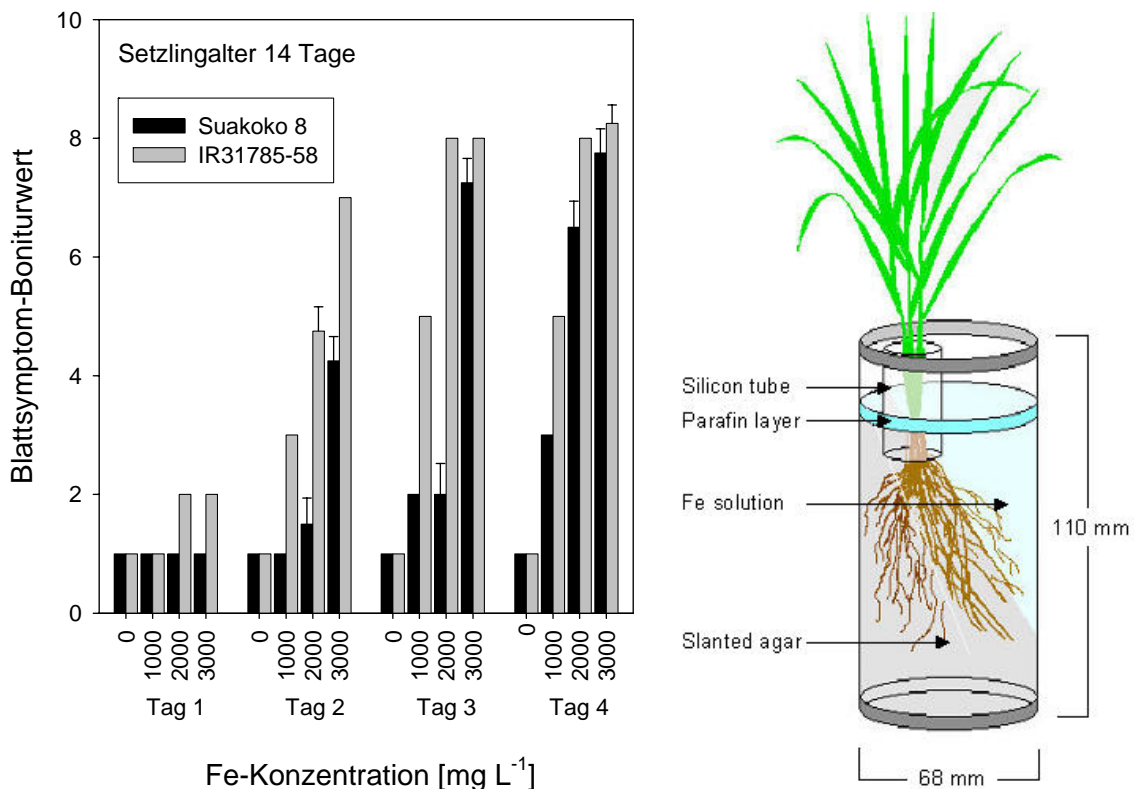 10
8
6
4
2
0
Blattsymptom-Boniturwert
Setzlingalter 14 Tage
Suakoko 8
IR31785-58
0 1000 2000 3000 0 1000 2000 3000 0 1000 2000 3000 0 1000 2000 3000
Tag 1 Tag 2 Tag 3 Tag 4
Fe-Konzentration [mg L⁻¹]
Silicon tube
Parafin layer
Fe solution
Slanted agar
110 mm
68 mm